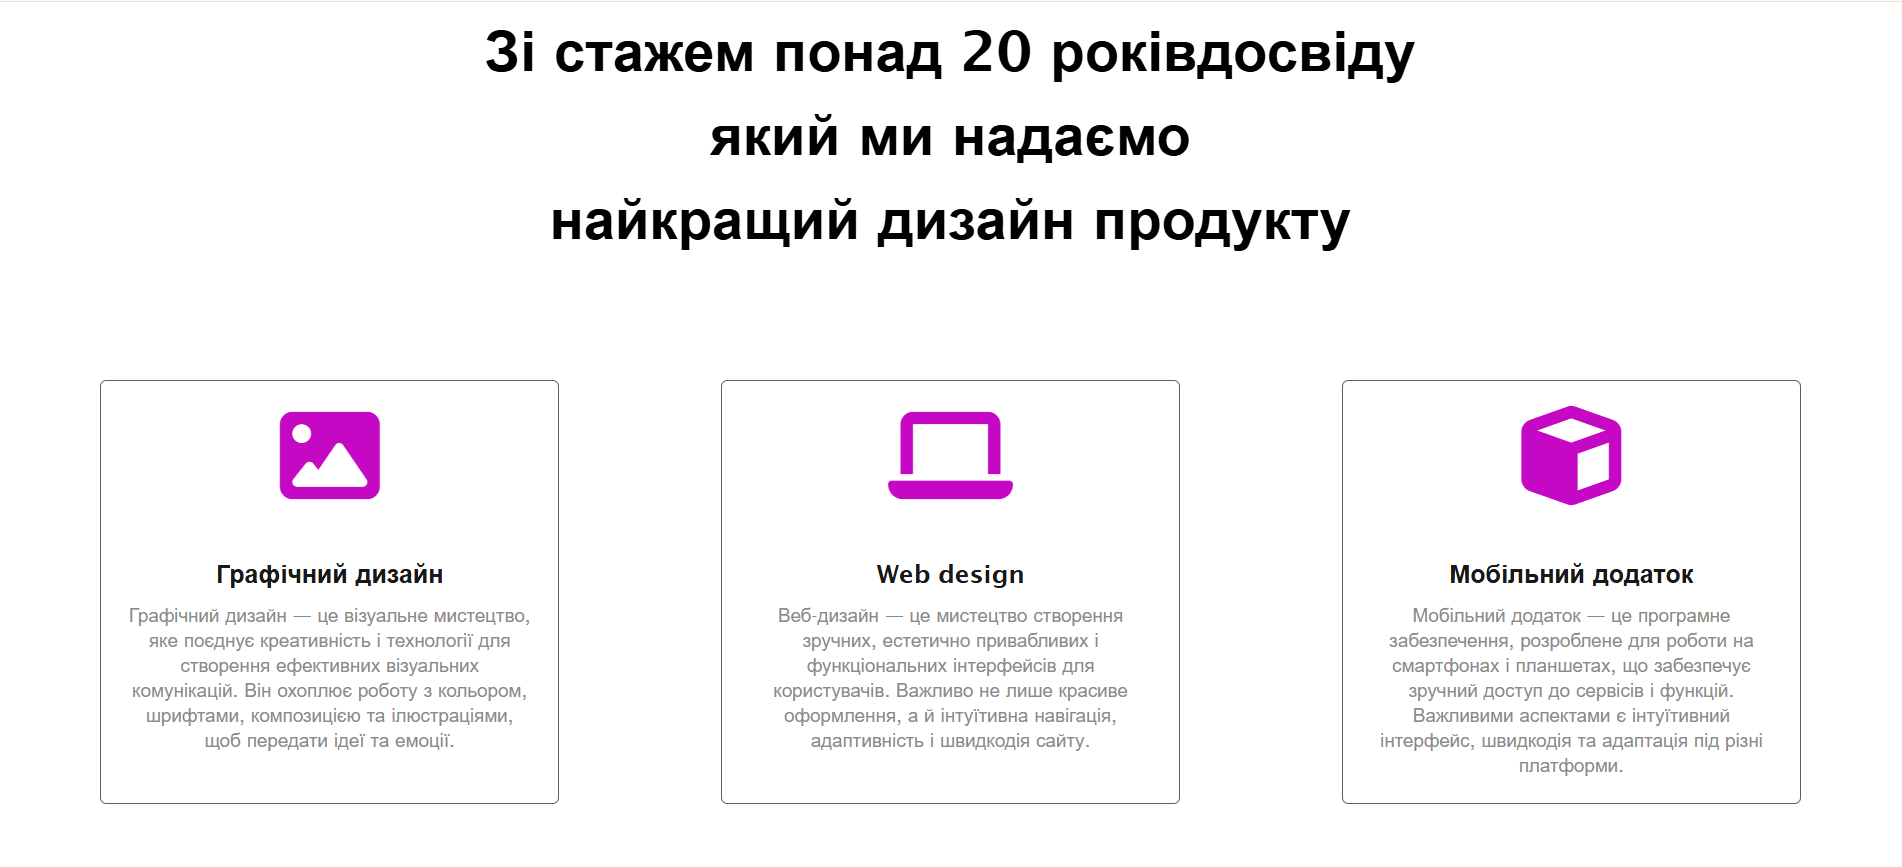 Зі стажем понад 20 роківдосвіду
який ми надаємо
найкращий дизайн продукту
Графічний дизайн
Графічний дизайн — це візуальне мистецтво,
яке поєднує креативність і технології для
створення ефективних візуальних
комунікацій. Він охоплює роботу з кольором,
шрифтами, композицією та ілюстраціями,
щоб передати ідеї та емоції.
Web design
Веб-дизайн — це мистецтво створення
зручних, естетично привабливих і
функціональних інтерфейсів для
користувачів. Важливо не лише красиве
оформлення, а й інтуїтивна навігація,
адаптивність і швидкодія сайту.
Мобільний додаток
Мобільний додаток — це програмне
забезпечення, розроблене для роботи на
смартфонах і планшетах, що забезпечує
зручний доступ до сервісів і функцій.
Важливими аспектами є інтуїтивний
інтерфейс, швидкодія та адаптація під різні
платформи.